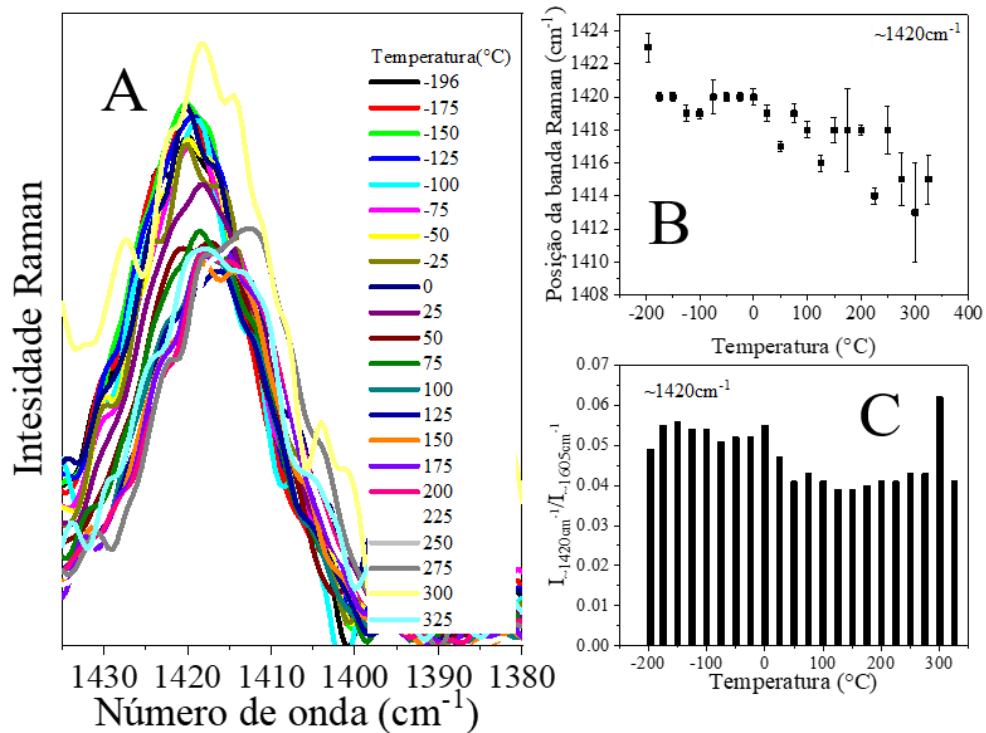 A
Temperatura(°C)
-196
-175
-150
-125
-100
-75
-50
-25
0
25
50
75
100
125
150
175
200
225
250
275
300
325
Intesidade Raman
1430 1420 1410 1400 1390 1380
Número de onda (cm-1)
~1420cm-1
B
Posição da banda Raman (cm-1)
1424
1422
1420
1418
1416
1414
1412
1410
1408
-200 -100 0 100 200 300 400
Temperatura (°C)
~1420cm-1
C
I~1420cm-1/I~1605cm-1
0.07
0.06
0.05
0.04
0.03
0.02
0.01
0.00
-200 -100 0 100 200 300
Temperatura (°C)